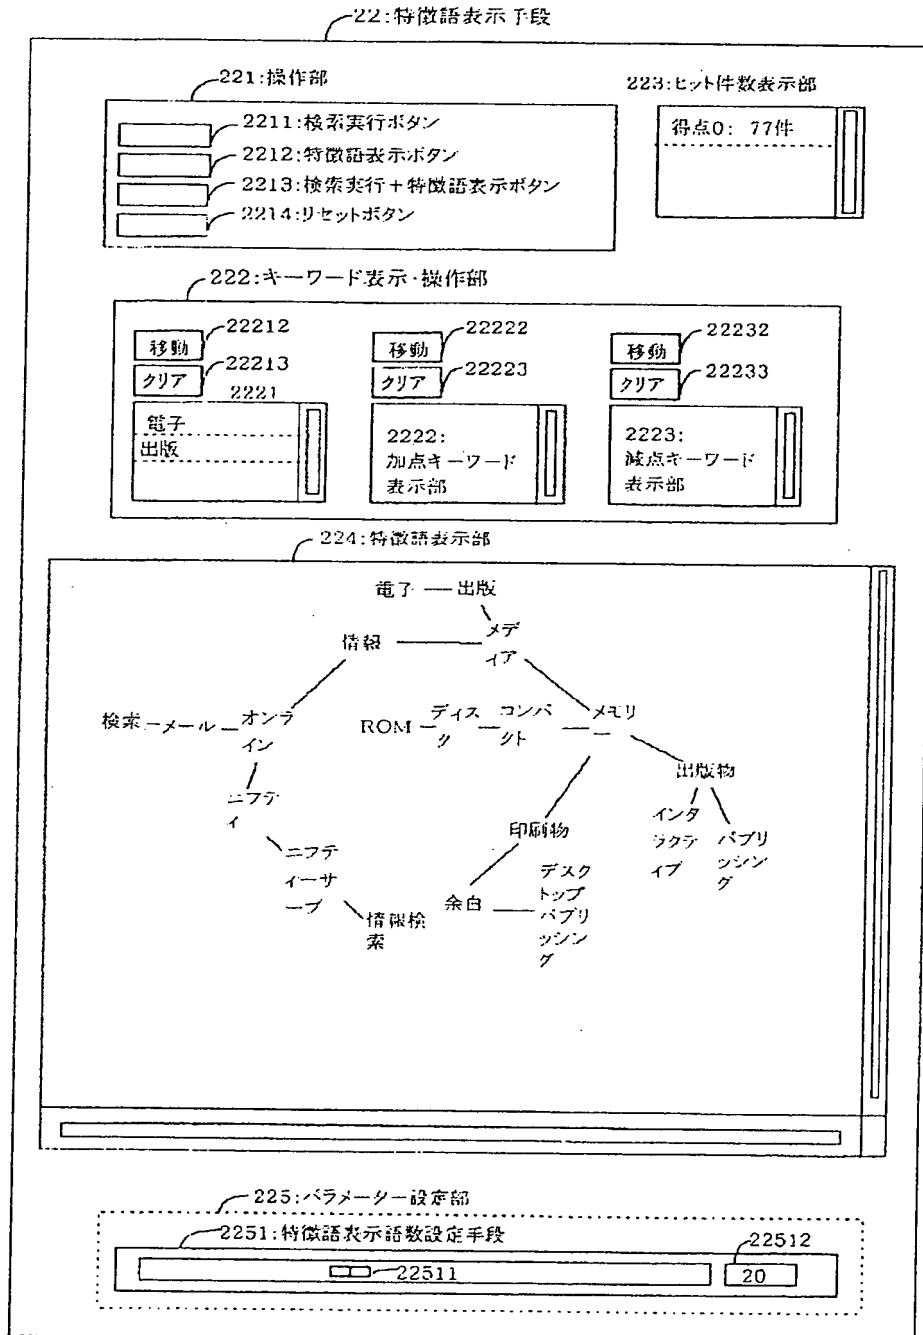 22:特徴語表示手段
221:操作部
2211:検索実行ボタン
2212:特徴語表示ボタン
2213:検索実行+特徴語表示ボタン
2214:リセットボタン
223:ヒット件数表示部
得点0: 77件
222:キーワード表示・操作部
移動
22212
クリア
22213
2221
電子
出版
移動
22222
クリア
22223
2222:
加点キーワード
表示部
移動
22232
クリア
22233
2223:
減点キーワード
表示部
224:特徴語表示部
電子 出版
情報
メデ
ィア
検索 メール
オンラ
イン
ROM
ディス
ク
コンパ
クト
メモリ
ー
出版物
ニフテ
ィ
印刷物
インタ
ラクテ
ィブ
パブリ
ッシン
グ
ニフテ
ィーサ
ーブ
余白
デスク
トップ
パブリ
ッシン
グ
情報検
索
225:パラメーター設定部
2251:特徴語表示語数設定手段
22511
22512
20